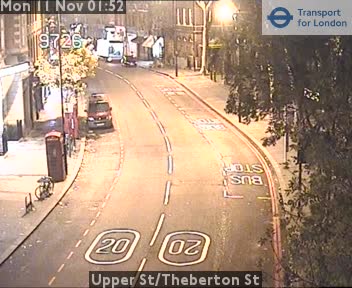 Mon 11 Nov 01:52
Transport
for London
9726
BUS
STOP
20
20
Upper St/Theberton St